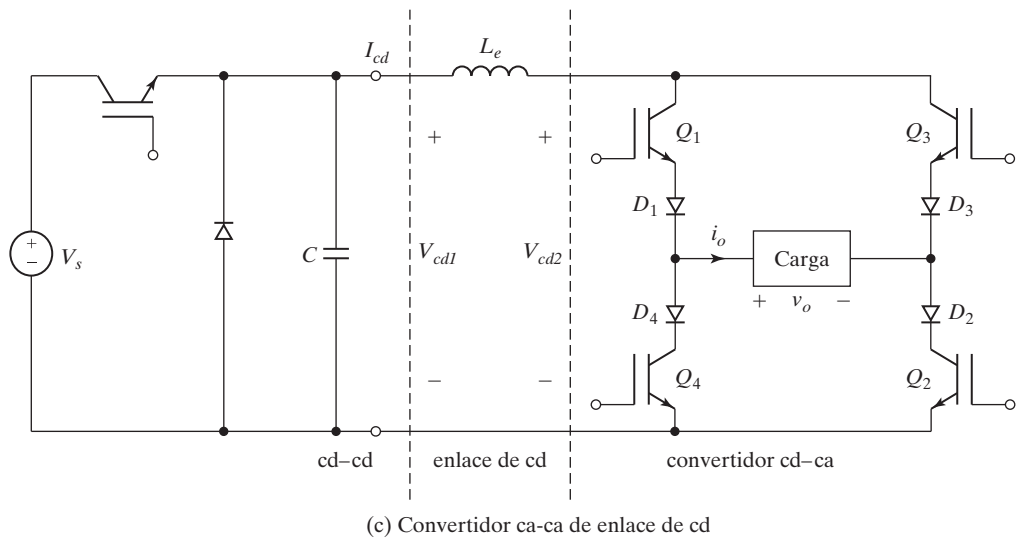 I_cd
L_e
+
+
Q_1
Q_3
D_1
D_3
i_o
+
−
V_s
C
V_cd1
V_cd2
Carga
+ v_o −
D_4
D_2
−
−
Q_4
Q_2
cd–cd
enlace de cd
convertidor cd–ca
(c) Convertidor ca-ca de enlace de cd